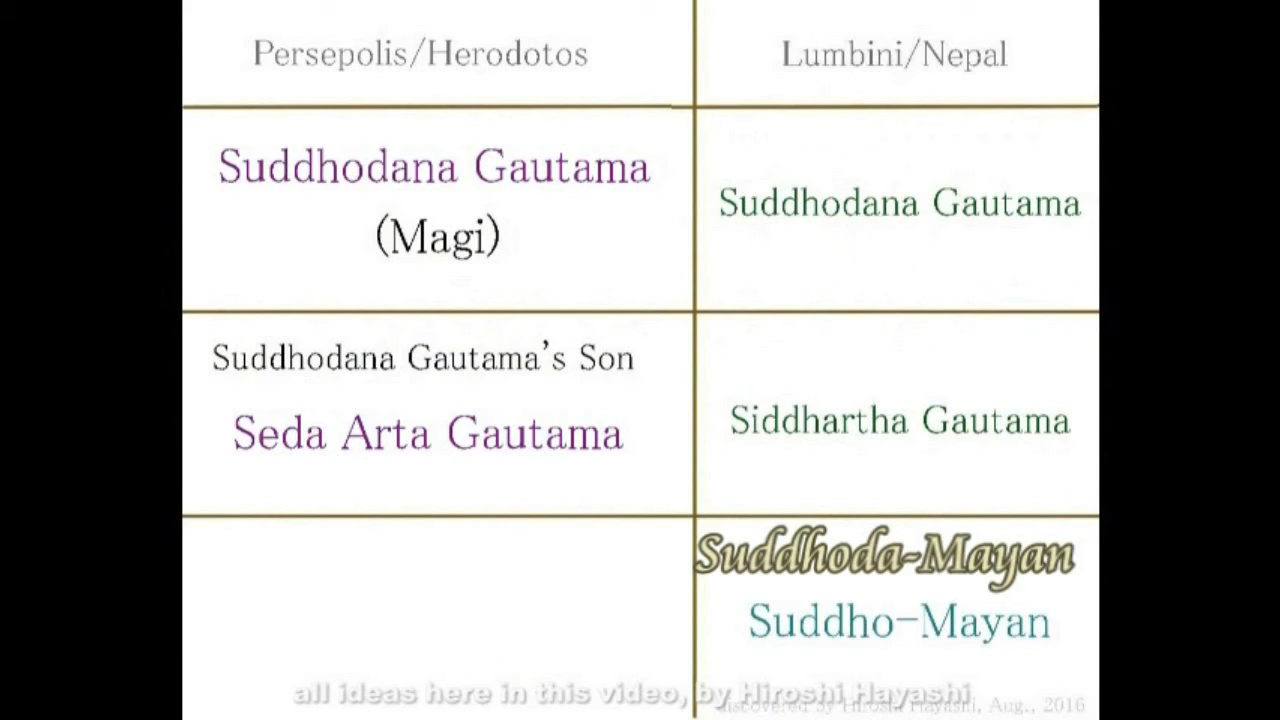 Persepolis/Herodotos
Lumbini/Nepal
Suddhodana Gautama
(Magi)
Suddhodana Gautama
Suddhodana Gautama's Son
Seda Arta Gautama
Siddhartha Gautama
Suddhoda-Mayan
Suddho-Mayan
all ideas here in this video, by Hiroshi Hayashi
discovered by Hiroshi Hayashi, Aug., 2016